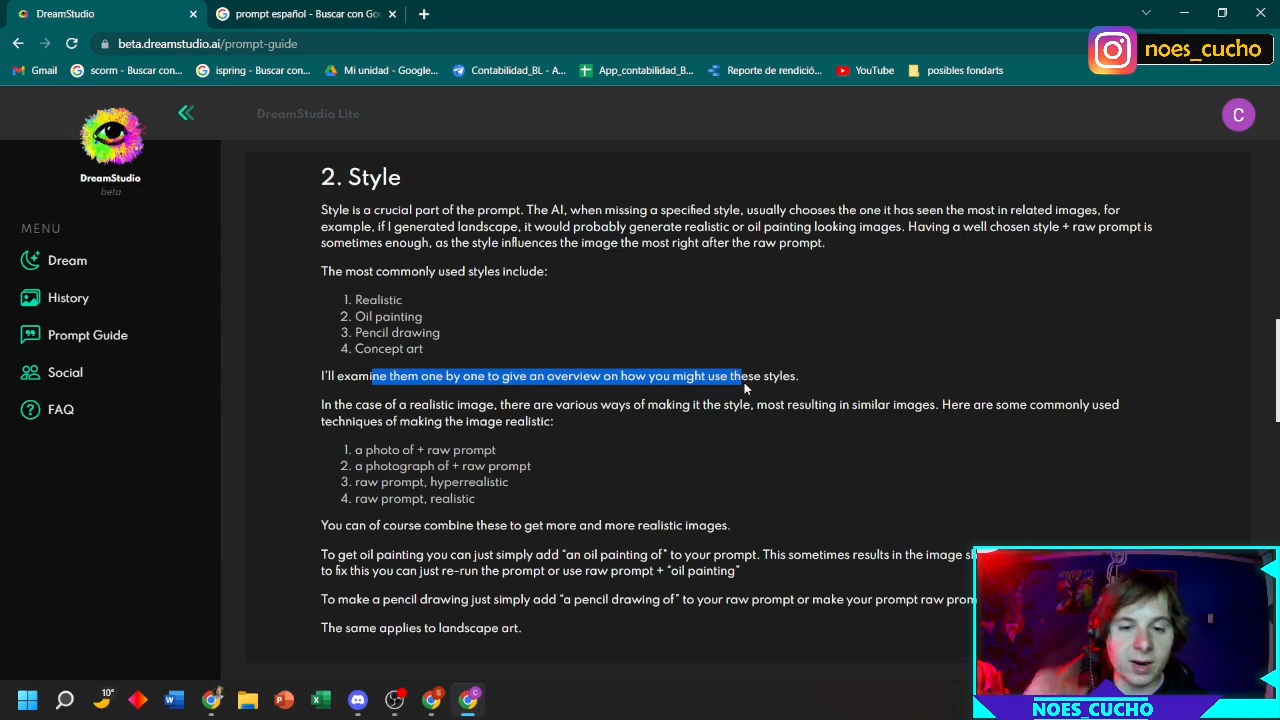 DreamStudio
prompt español - Buscar con Goo
beta.dreamstudio.ai/prompt-guide
noes_cucho
Gmail
scorm - Buscar con...
ispring - Buscar con...
Mi unidad - Google...
Contabilidad_BL - A...
App_contabilidad_B...
Reporte de rendició...
YouTube
posibles fondarts
DreamStudio Lite
C
DreamStudio
beta
MENU
Dream
History
Prompt Guide
Social
FAQ
2. Style
Style is a crucial part of the prompt. The AI, when missing a specified style, usually chooses the one it has seen the most in related images, for
example, if I generated landscape, it would probably generate realistic or oil painting looking images. Having a well chosen style + raw prompt is
sometimes enough, as the style influences the image the most right after the raw prompt.
The most commonly used styles include:
1. Realistic
2. Oil painting
3. Pencil drawing
4. Concept art
I'll examine them one by one to give an overview on how you might use these styles.
In the case of a realistic image, there are various ways of making it the style, most resulting in similar images. Here are some commonly used
techniques of making the image realistic:
1. a photo of + raw prompt
2. a photograph of + raw prompt
3. raw prompt, hyperrealistic
4. raw prompt, realistic
You can of course combine these to get more and more realistic images.
To get oil painting you can just simply add “an oil painting of” to your prompt. This sometimes results in the image
to fix this you can just re-run the prompt or use raw prompt + “oil painting”
To make a pencil drawing just simply add “a pencil drawing of” to your raw prompt or make your prompt raw
The same applies to landscape art.
10°
NOES_CUCHO